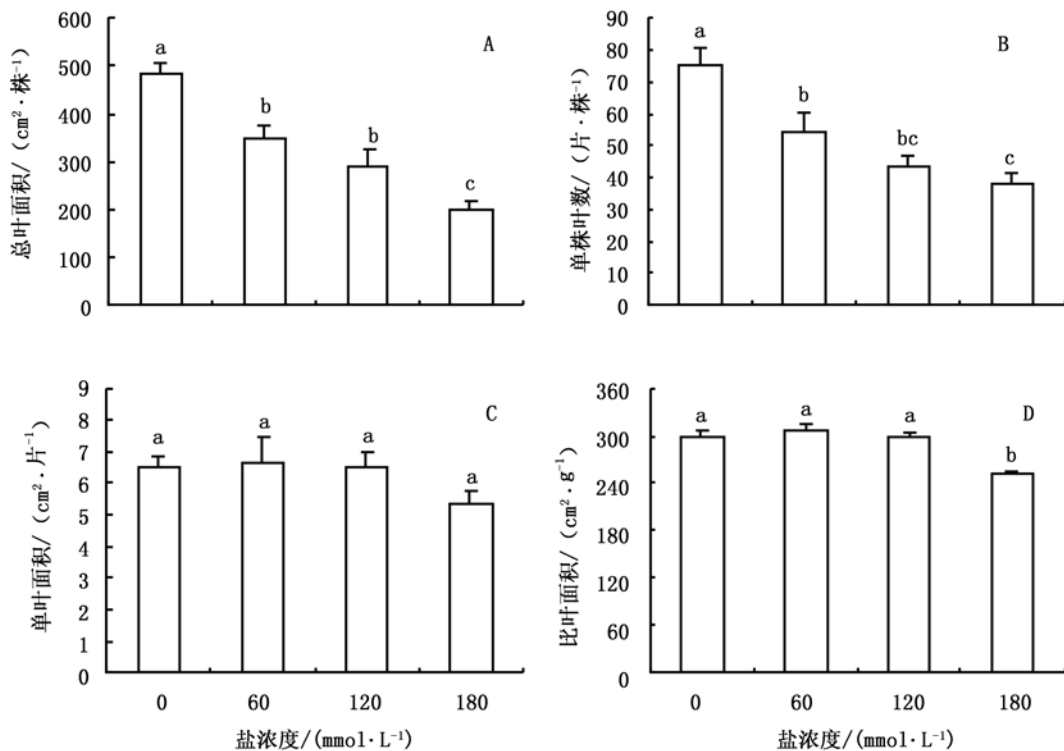 总叶面积/(cm²·株⁻¹)
600
500
400
300
200
100
0
a
b
b
c
A
单株叶数/(片·株⁻¹)
90
80
70
60
50
40
30
20
10
0
a
b
bc
c
B
单叶面积/(cm²·片⁻¹)
9
8
7
6
5
4
3
2
1
0
a
a
a
a
C
0 60 120 180
盐浓度/(mmol·L⁻¹)
比叶面积/(cm²·g⁻¹)
360
300
240
180
120
60
0
a
a
a
b
D
0 60 120 180
盐浓度/(mmol·L⁻¹)